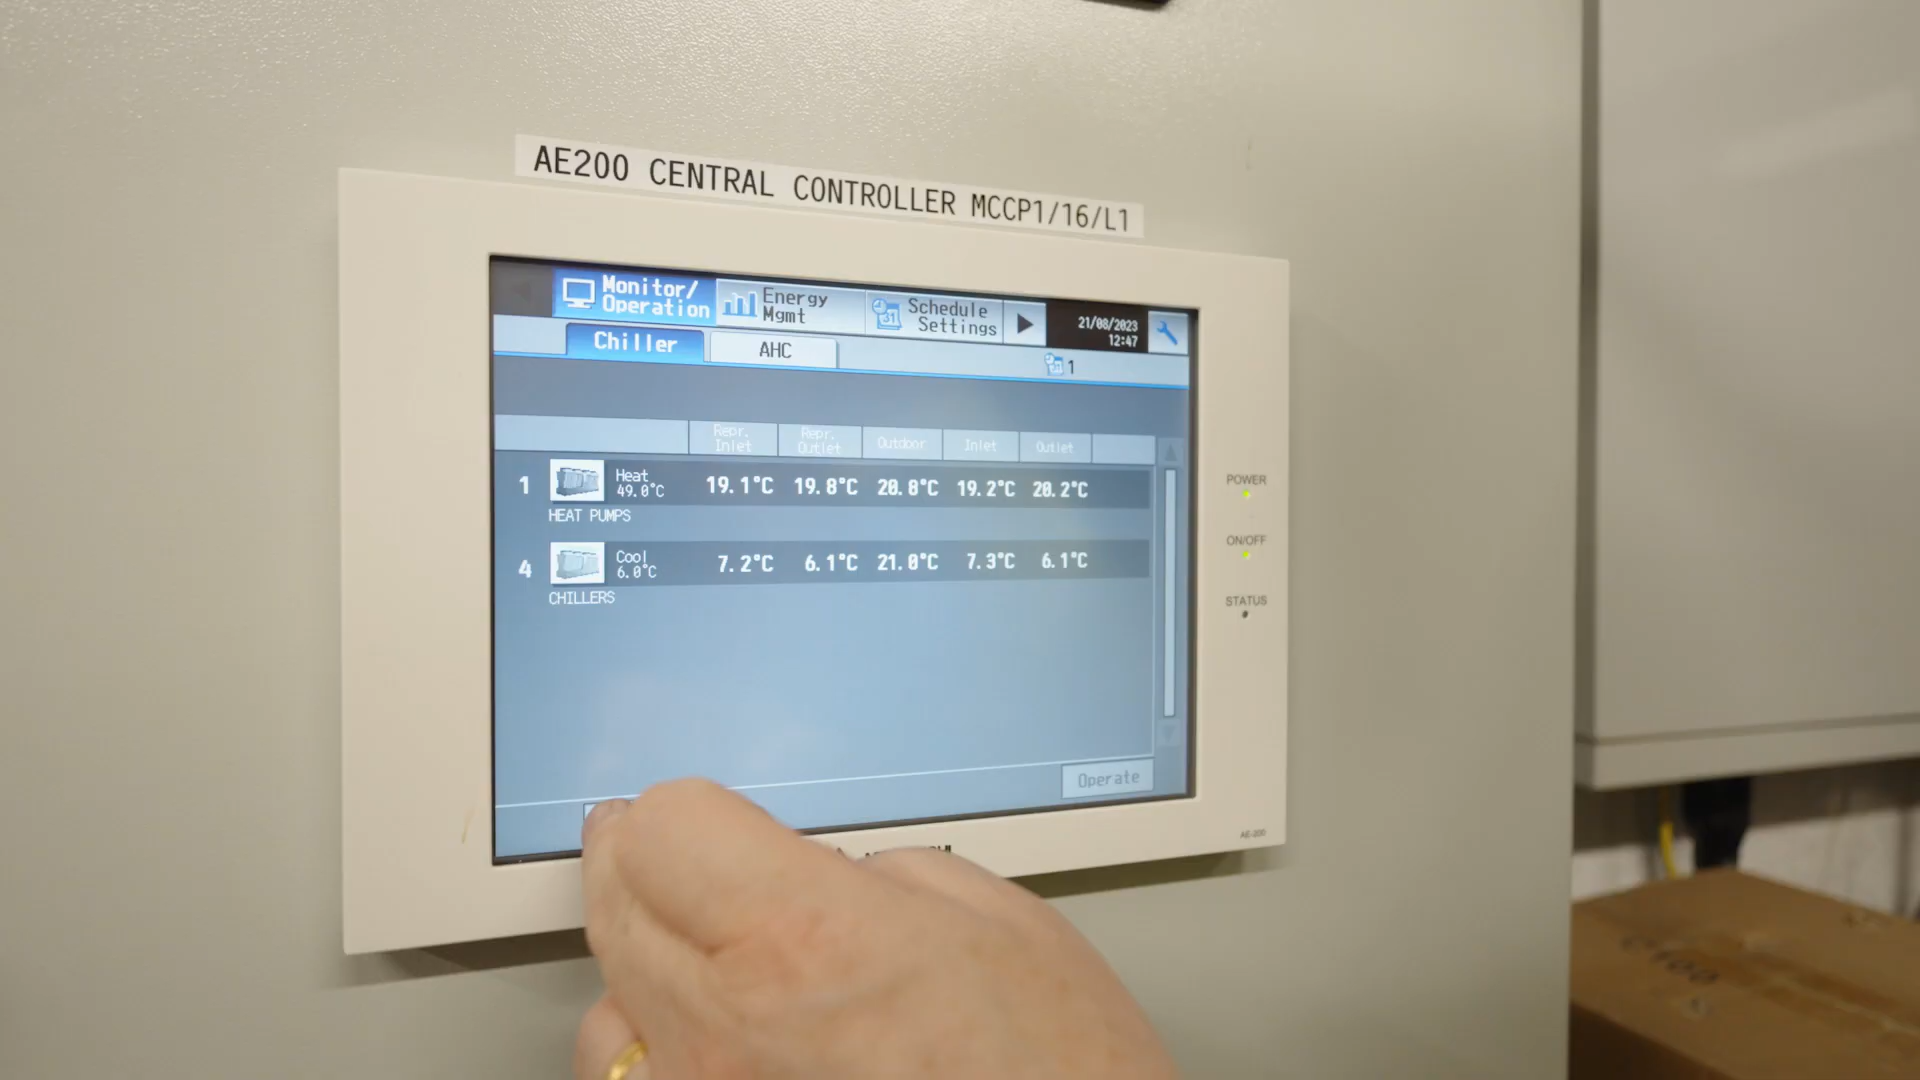 AE200 CENTRAL CONTROLLER MCCP1/16/L1
Monitor/
Operation
Energy
Mgmt
Schedule
Settings
21/08/2023
12:47
Chiller
AHC
31
1
Repr.
Inlet
Repr.
Outlet
Outdoor
Inlet
Outlet
1
Heat
49.0°C
19.1°C 19.8°C 20.8°C 19.2°C 20.2°C
HEAT PUMPS
4
Cool
6.0°C
7.2°C 6.1°C 21.0°C 7.3°C 6.1°C
CHILLERS
Operate
POWER
ON/OFF
STATUS
AE-200